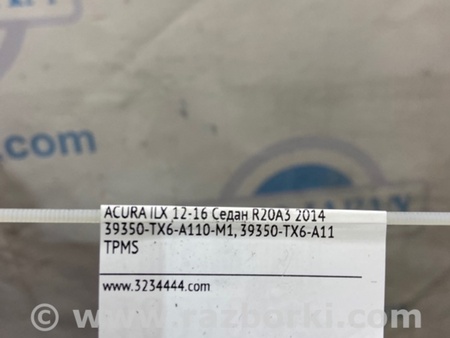 .com
ACURA ILX 12-16 Седан R20A3 2014
39350-TX6-A110-M1, 39350-TX6-A11
TPMS
www.3234444.com
© www.razborki.com